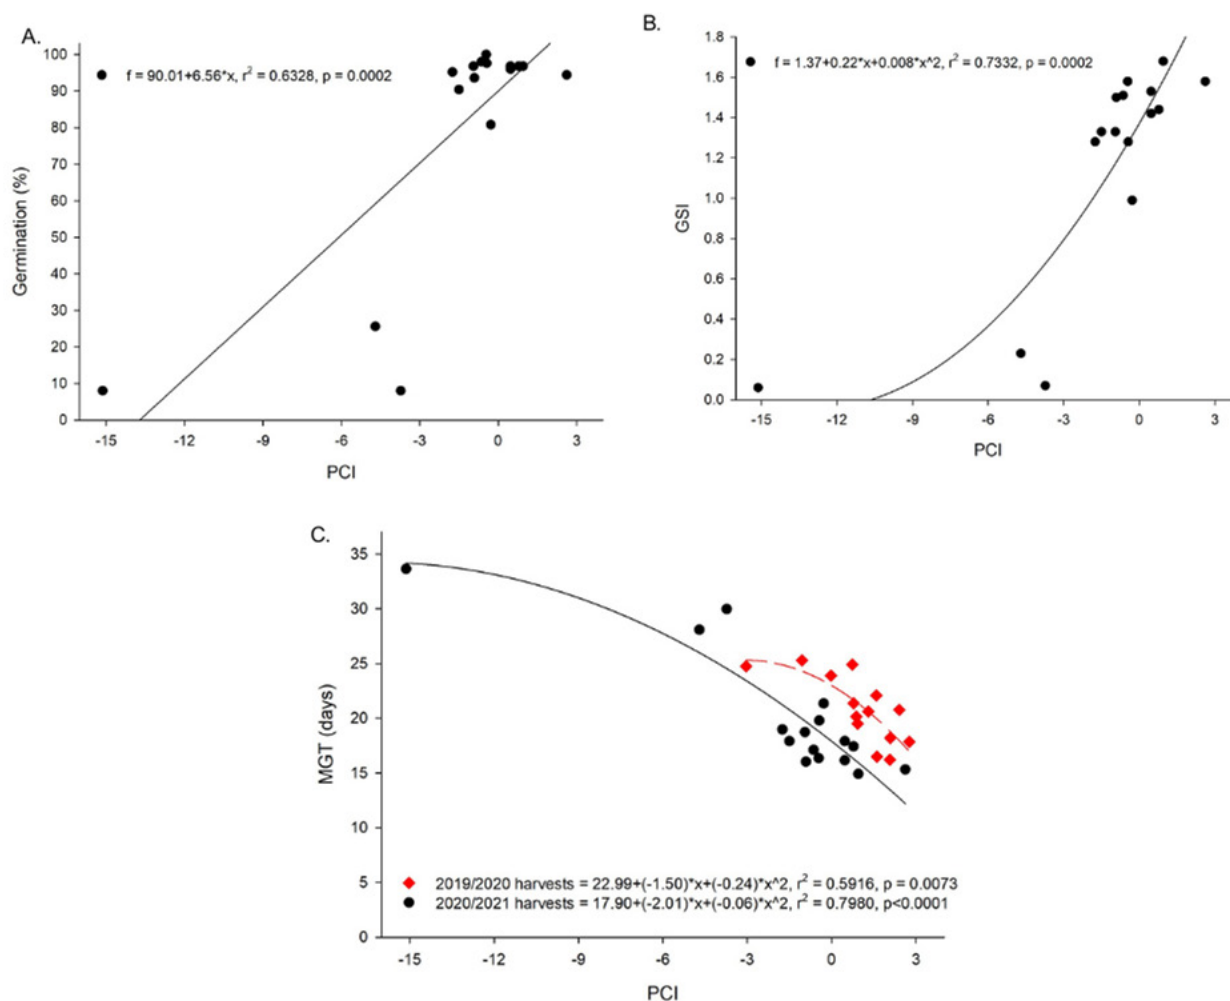 A.
f = 90.01+6.56*x, r² = 0.6328, p = 0.0002
Germination (%)
100
90
80
70
60
50
40
30
20
10
0
-15 -12 -9 -6 -3 0 3
PCI
B.
f = 1.37+0.22*x+0.008*x^2, r² = 0.7332, p = 0.0002
GSI
1.8
1.6
1.4
1.2
1.0
0.8
0.6
0.4
0.2
0.0
-15 -12 -9 -6 -3 0 3
PCI
C.
MGT (days)
35
30
25
20
15
10
5
0
2019/2020 harvests = 22.99+(-1.50)*x+(-0.24)*x^2, r² = 0.5916, p = 0.0073
2020/2021 harvests = 17.90+(-2.01)*x+(-0.06)*x^2, r² = 0.7980, p<0.0001
-15 -12 -9 -6 -3 0 3
PCI